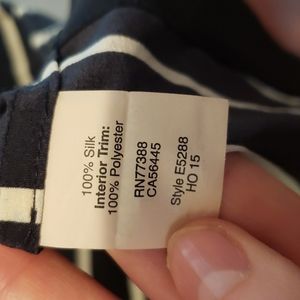 100% Silk
Interior Trim:
100% Polyester
RN77388
CA56445
Style E5288
HO 15